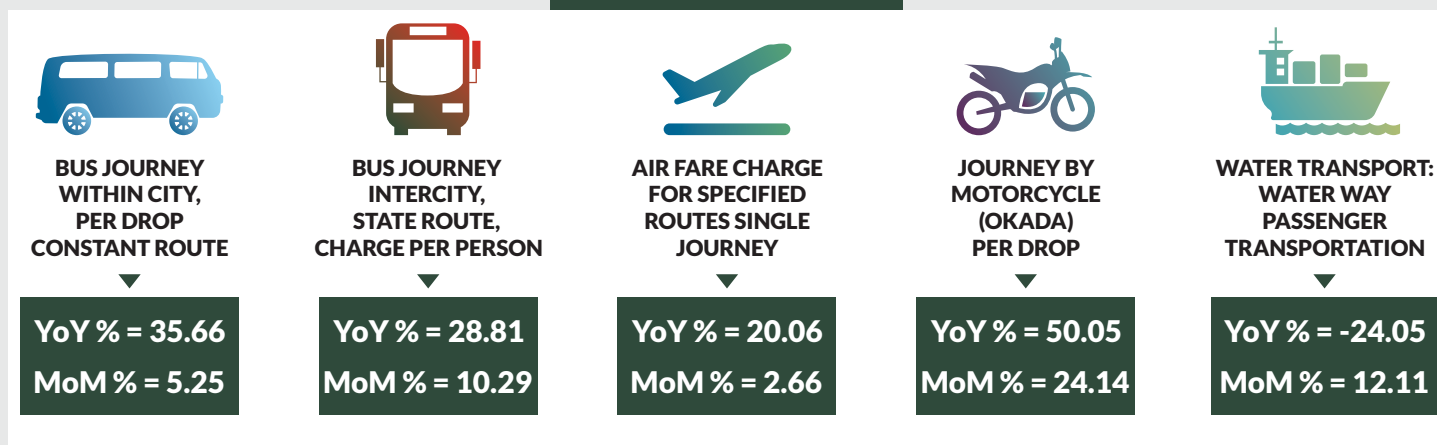 BUS JOURNEY
WITHIN CITY,
PER DROP
CONSTANT ROUTE
YoY % = 35.66
MoM % = 5.25
BUS JOURNEY
INTERCITY,
STATE ROUTE,
CHARGE PER PERSON
YoY % = 28.81
MoM % = 10.29
AIR FARE CHARGE
FOR SPECIFIED
ROUTES SINGLE
JOURNEY
YoY % = 20.06
MoM % = 2.66
JOURNEY BY
MOTORCYCLE
(OKADA)
PER DROP
YoY % = 50.05
MoM % = 24.14
WATER TRANSPORT:
WATER WAY
PASSENGER
TRANSPORTATION
YoY % = -24.05
MoM % = 12.11